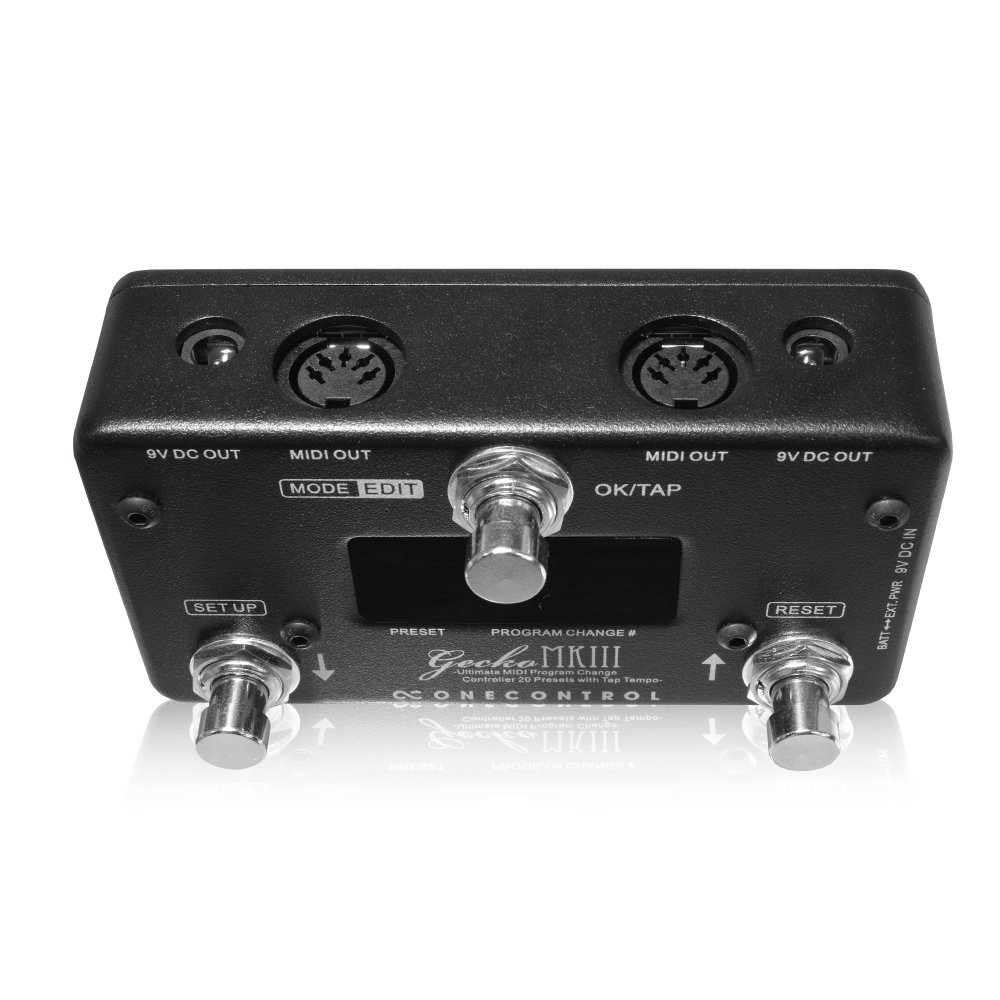 9V DC OUT MIDI OUT MIDI OUT 9V DC OUT
MODE EDIT OK/TAP
9V DC IN
BATT↔EXT.PWR
SET UP RESET
PRESET PROGRAM CHANGE #
Gecko MKIII
-Ultimate MIDI Program Change
Controller 20 Presets with Tap Tempo-
ONECONTROL